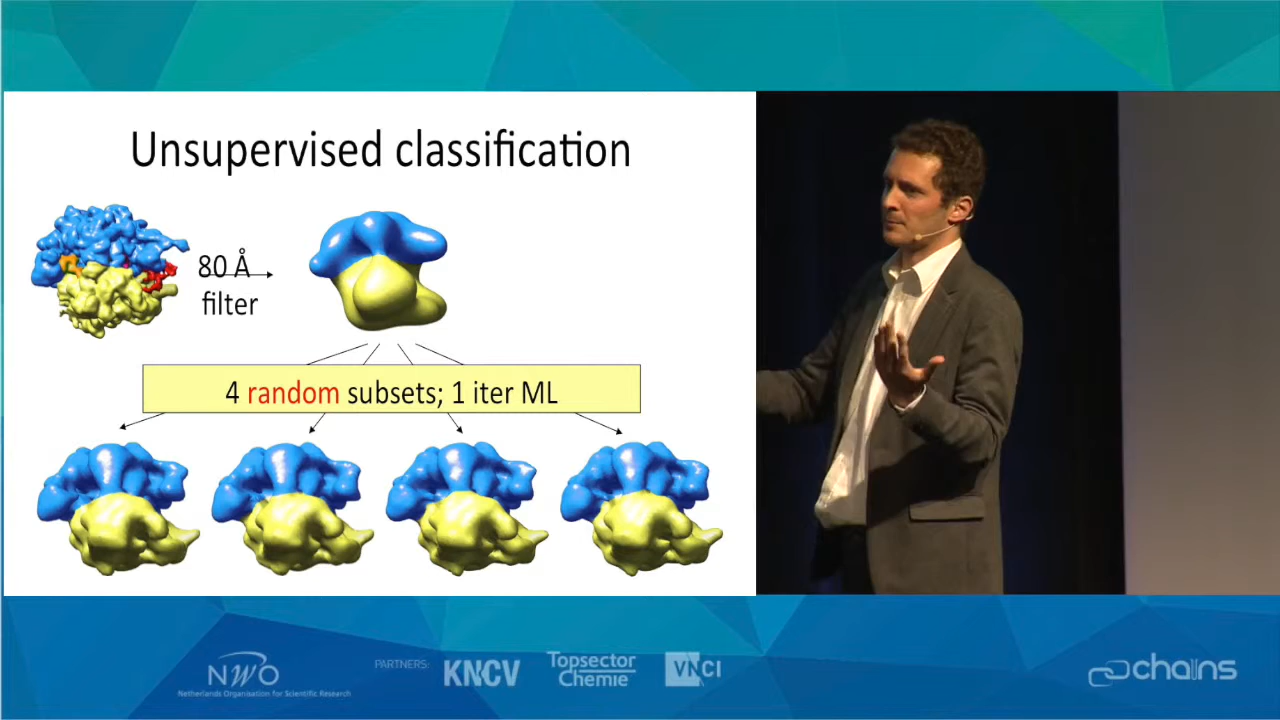 Unsupervised classification
80 Å
filter
4 random subsets; 1 iter ML
NWO
Netherlands Organisation for Scientific Research
PARTNERS:
KNCV
Topsector
Chemie
VNCI
chains